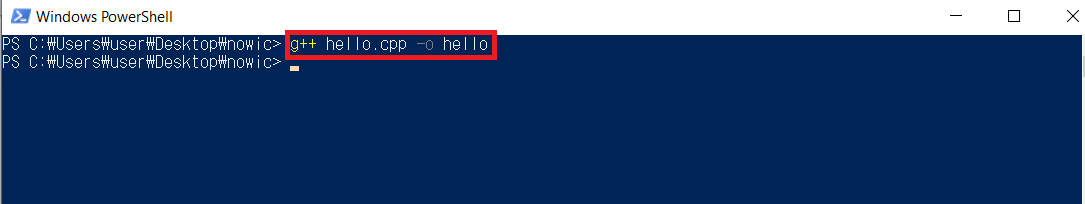 Windows PowerShell
PS C:₩Users₩user₩Desktop₩nowic> g++ hello.cpp -o hello
PS C:₩Users₩user₩Desktop₩nowic>